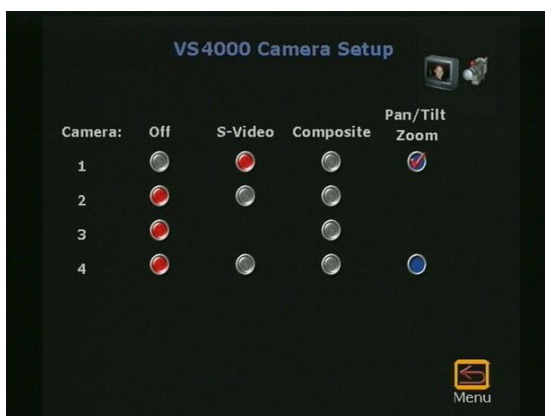 VS4000 Camera Setup
Pan/Tilt
Camera: Off S-Video Composite Zoom
1
2
3
4
Menu